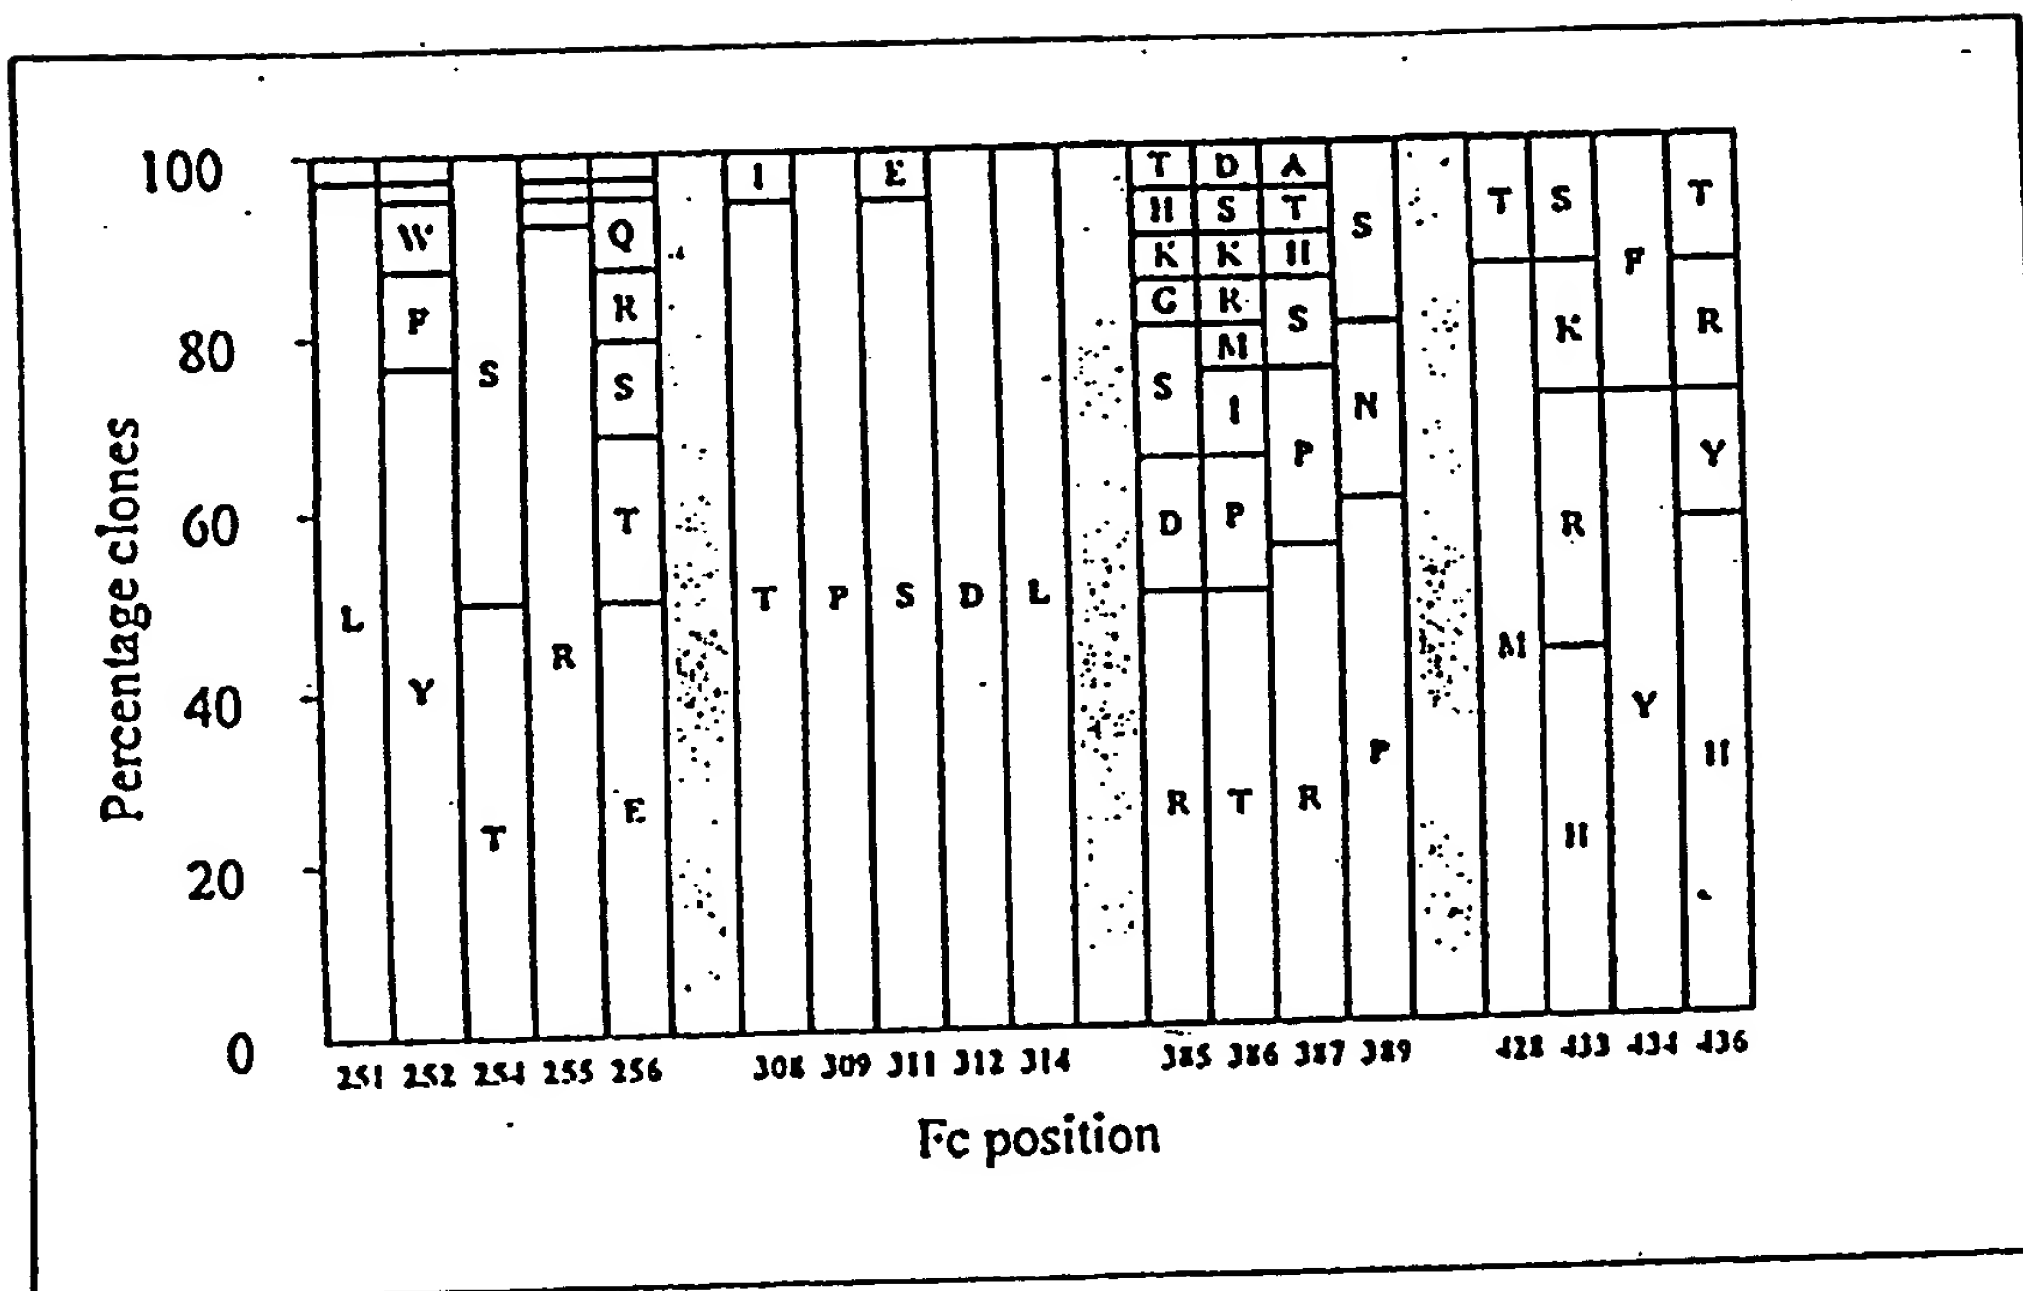 100
80
60
40
20
0
Percentage clones
L
W F Y
S T
R
Q R S T E
I T
P
E S
D
L
T H K G S D R
D S K R M I P T
A T H S P R
S N P
T M
S K R H
F Y
T R Y H
251 252 254 255 256 308 309 311 312 314 385 386 387 389 428 433 434 436
Fc position